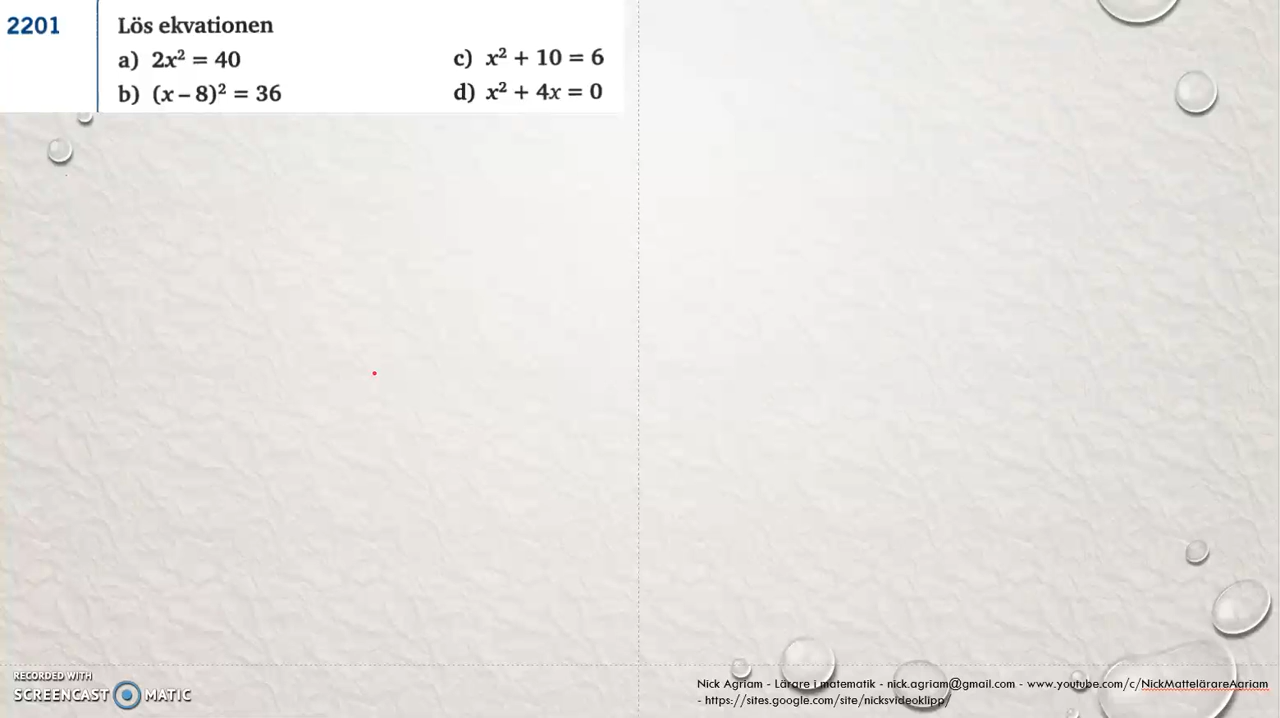 2201 Lös ekvationen
a) 2x² = 40 c) x² + 10 = 6
b) (x – 8)² = 36 d) x² + 4x = 0
RECORDED WITH
SCREENCAST MATIC
Nick Agriam - Lärare i matematik - nick.agriam@gmail.com - www.youtube.com/c/NickMattelärareAgriam
- https://sites.google.com/site/nicksvideoklipp/